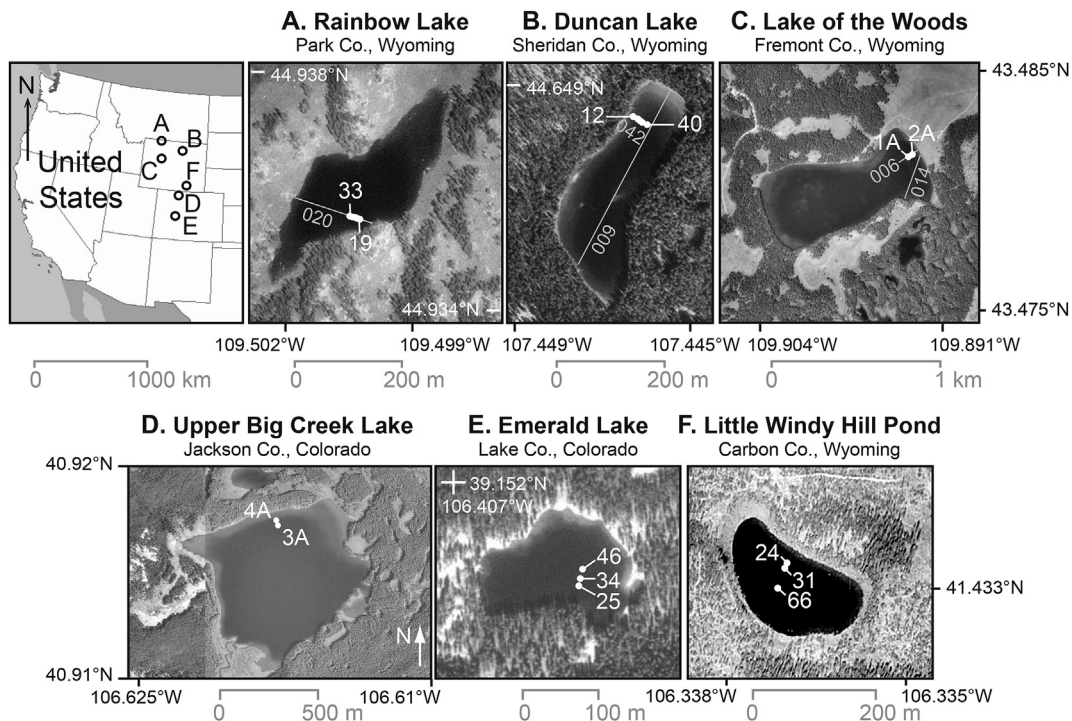 A. Rainbow Lake
Park Co., Wyoming
B. Duncan Lake
Sheridan Co., Wyoming
C. Lake of the Woods
Fremont Co., Wyoming
N
United
States
A
B
C
F
D
E
44.938°N
33
020
19
44.934°N
44.649°N
12
40
042
009
43.485°N
1A
2A
006
014
43.475°N
109.502°W
109.499°W
107.449°W
107.445°W
109.904°W
109.891°W
0
1000 km
0
200 m
0
200 m
0
1 km
D. Upper Big Creek Lake
Jackson Co., Colorado
E. Emerald Lake
Lake Co., Colorado
F. Little Windy Hill Pond
Carbon Co., Wyoming
40.92°N
4A
3A
N
40.91°N
39.152°N
106.407°W
46
34
25
24
31
66
41.433°N
106.625°W
106.61°W
106.338°W
106.335°W
0
500 m
0
100 m
0
200 m